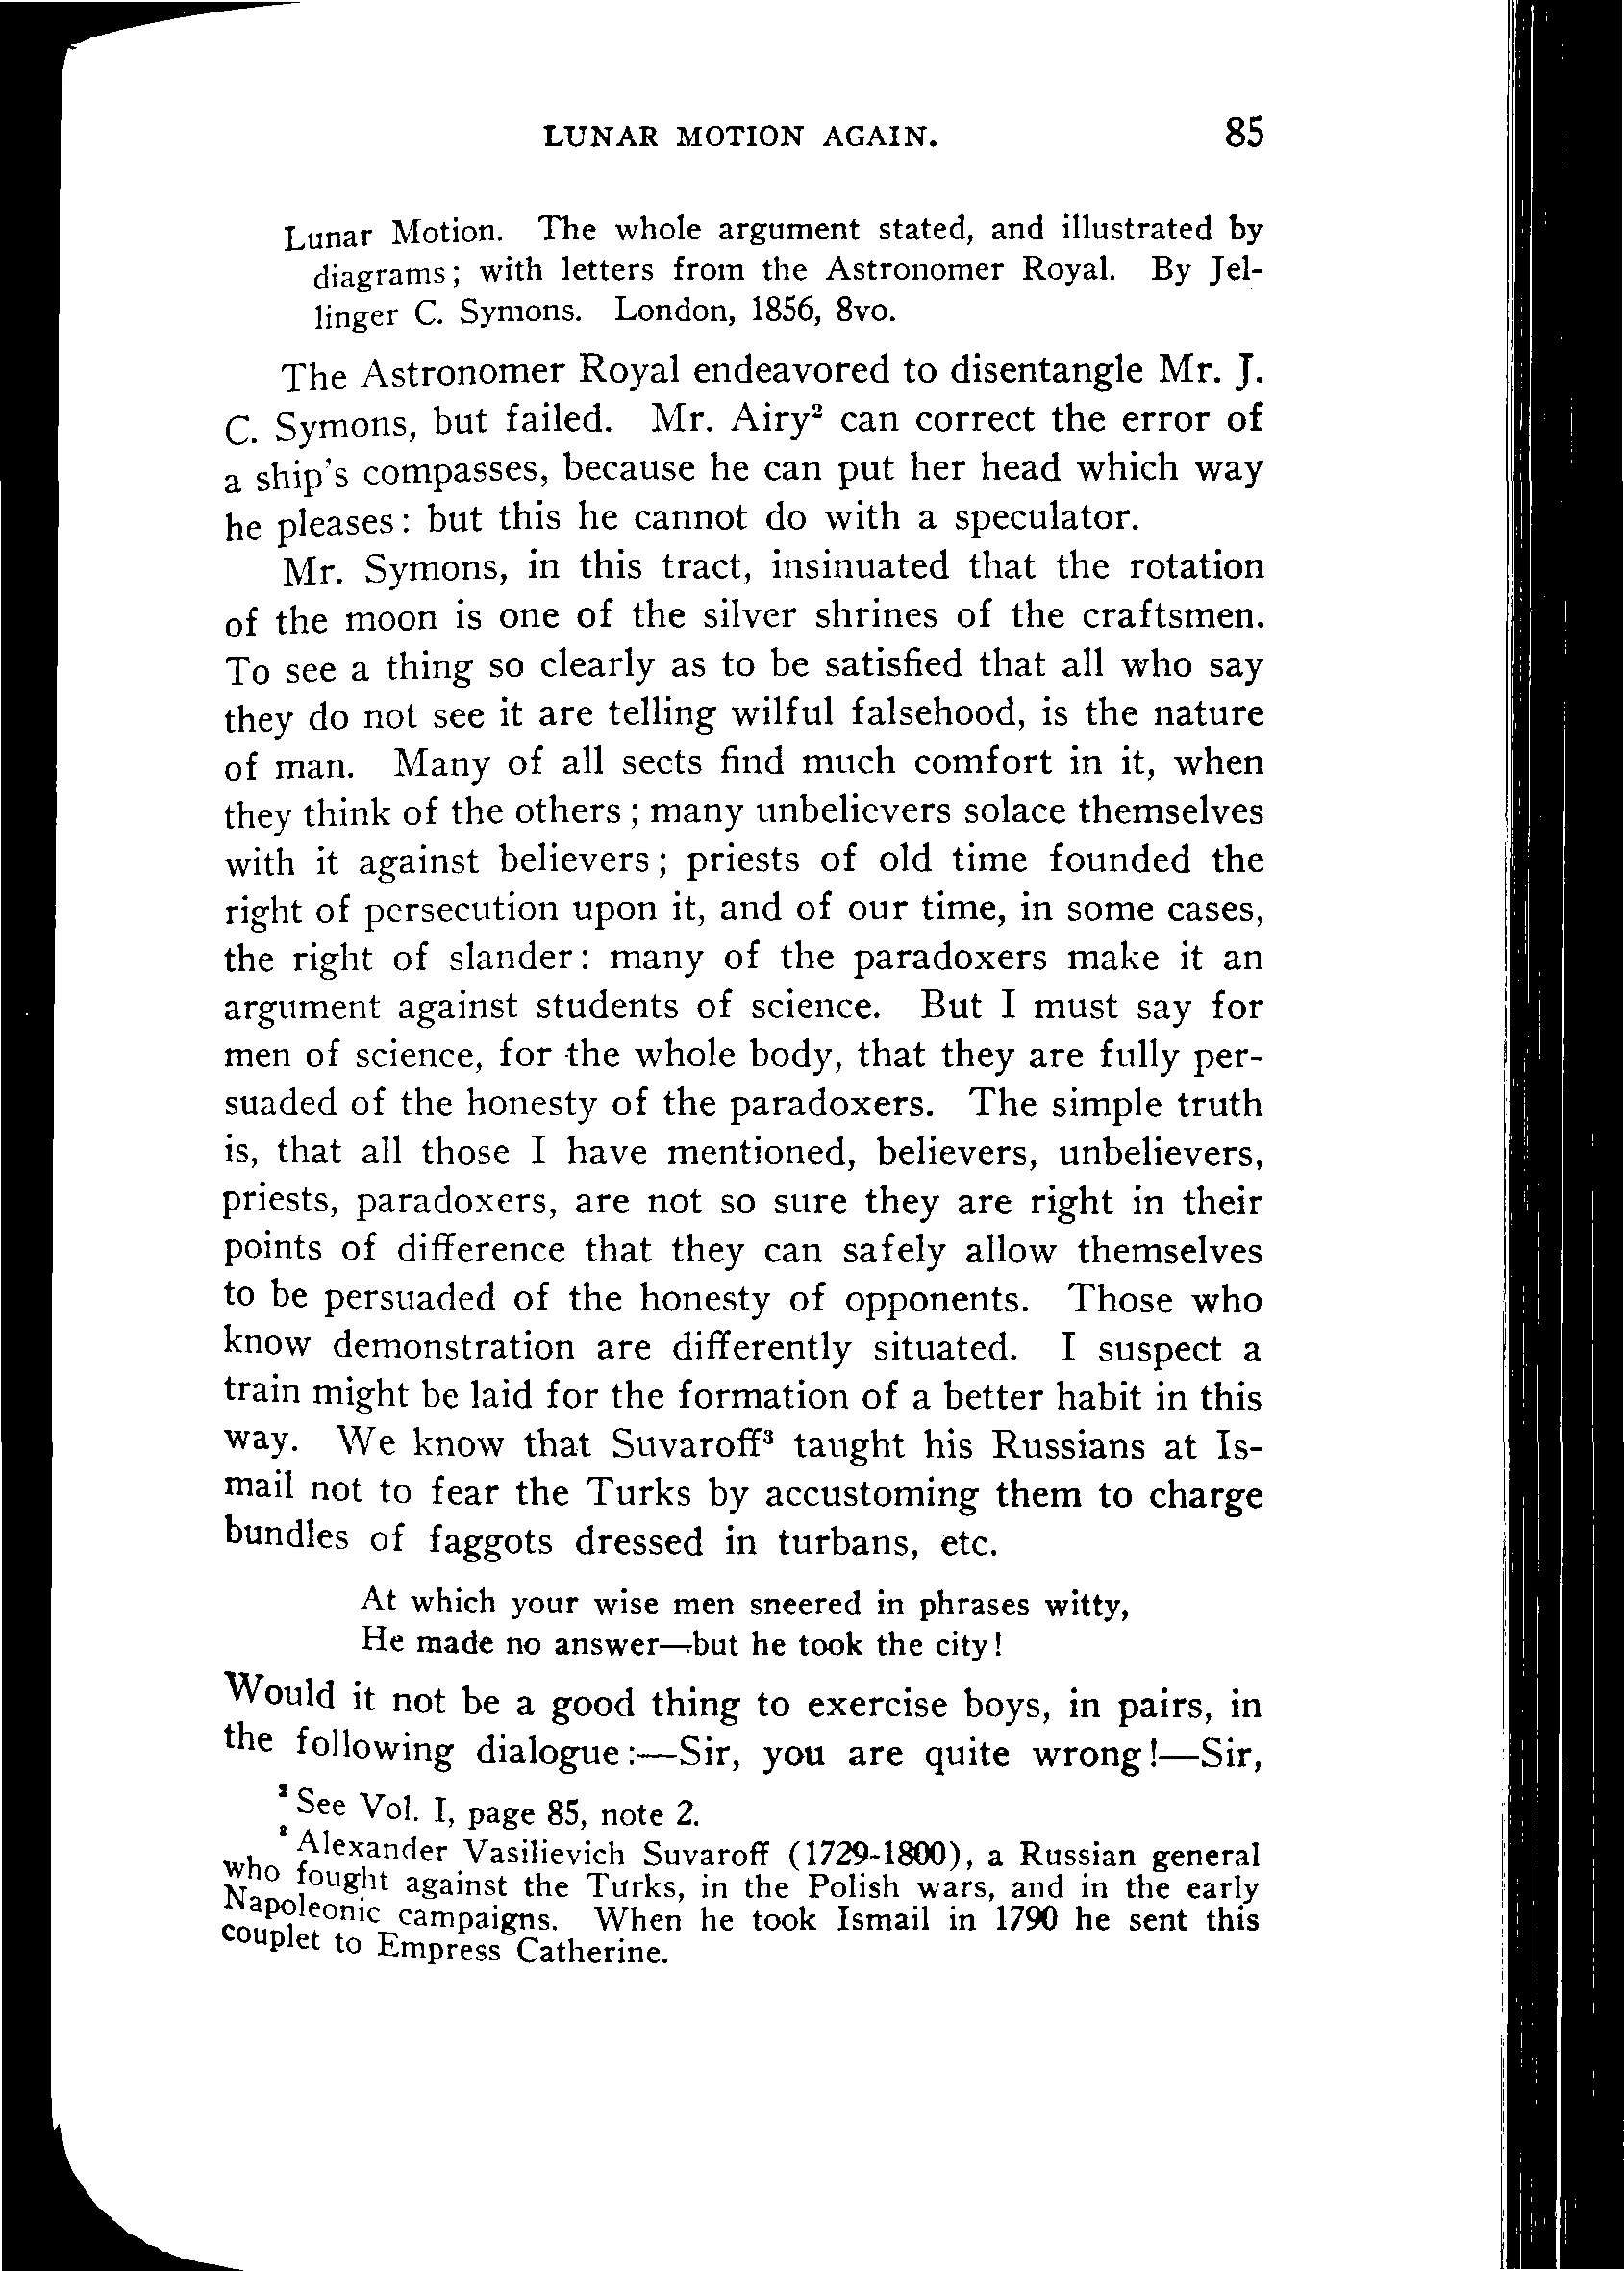 LUNAR MOTION AGAIN. 85
Lunar Motion. The whole argument stated, and illustrated by
diagrams; with letters from the Astronomer Royal. By Jel-
linger C. Symons. London, 1856, 8vo.
The Astronomer Royal endeavored to disentangle Mr. J.
C. Symons, but failed. Mr. Airy² can correct the error of
a ship's compasses, because he can put her head which way
he pleases: but this he cannot do with a speculator.
Mr. Symons, in this tract, insinuated that the rotation
of the moon is one of the silver shrines of the craftsmen.
To see a thing so clearly as to be satisfied that all who say
they do not see it are telling wilful falsehood, is the nature
of man. Many of all sects find much comfort in it, when
they think of the others; many unbelievers solace themselves
with it against believers; priests of old time founded the
right of persecution upon it, and of our time, in some cases,
the right of slander: many of the paradoxers make it an
argument against students of science. But I must say for
men of science, for the whole body, that they are fully per-
suaded of the honesty of the paradoxers. The simple truth
is, that all those I have mentioned, believers, unbelievers,
priests, paradoxers, are not so sure they are right in their
points of difference that they can safely allow themselves
to be persuaded of the honesty of opponents. Those who
know demonstration are differently situated. I suspect a
train might be laid for the formation of a better habit in this
way. We know that Suvaroff³ taught his Russians at Is-
mail not to fear the Turks by accustoming them to charge
bundles of faggots dressed in turbans, etc.
At which your wise men sneered in phrases witty,
He made no answer—but he took the city!
Would it not be a good thing to exercise boys, in pairs, in
the following dialogue:—Sir, you are quite wrong!—Sir,
² See Vol. I, page 85, note 2.
³ Alexander Vasilievich Suvaroff (1729-1800), a Russian general
who fought against the Turks, in the Polish wars, and in the early
Napoleonic campaigns. When he took Ismail in 1790 he sent this
couplet to Empress Catherine.